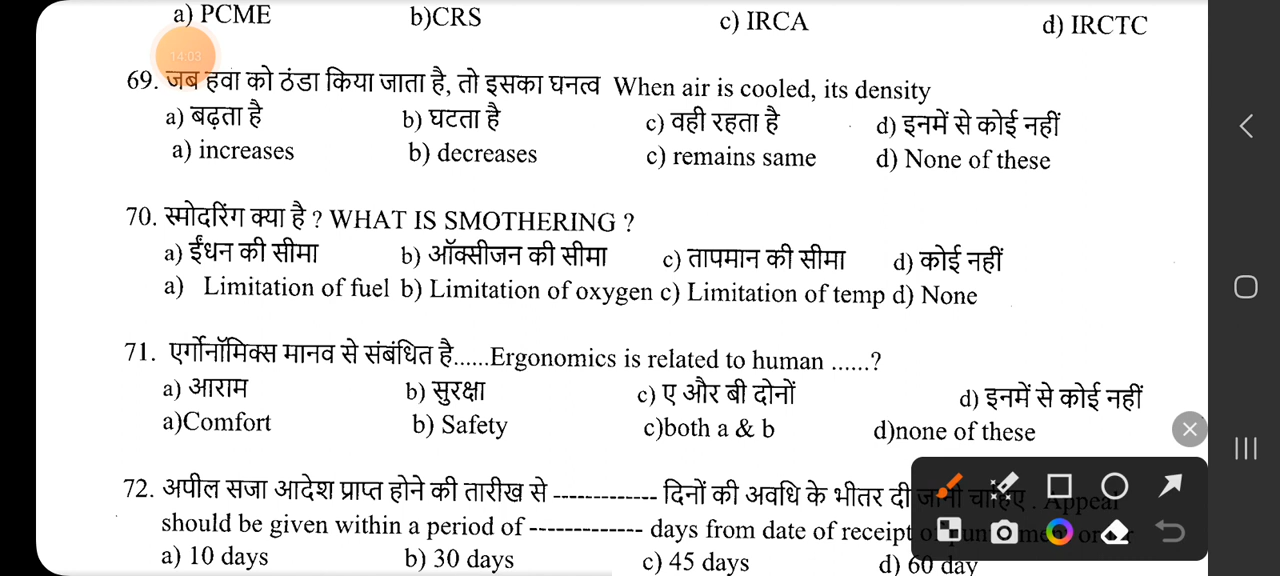 a) PCME b)CRS c) IRCA d) IRCTC
14:03
69. जब हवा को ठंडा किया जाता है, तो इसका घनत्व When air is cooled, its density
a) बढ़ता है b) घटता है c) वही रहता है d) इनमें से कोई नहीं
a) increases b) decreases c) remains same d) None of these
70. स्मोदरिंग क्या है ? WHAT IS SMOTHERING ?
a) ईंधन की सीमा b) ऑक्सीजन की सीमा c) तापमान की सीमा d) कोई नहीं
a) Limitation of fuel b) Limitation of oxygen c) Limitation of temp d) None
71. एर्गोनॉमिक्स मानव से संबंधित है......Ergonomics is related to human ......?
a) आराम b) सुरक्षा c) ए और बी दोनों d) इनमें से कोई नहीं
a)Comfort b) Safety c)both a & b d)none of these
72. अपील सजा आदेश प्राप्त होने की तारीख से ------------- दिनों की अवधि के भीतर दी जानी चाहिए . Appeal
should be given within a period of -------------- days from date of receipt
a) 10 days b) 30 days c) 45 days d) 60 day